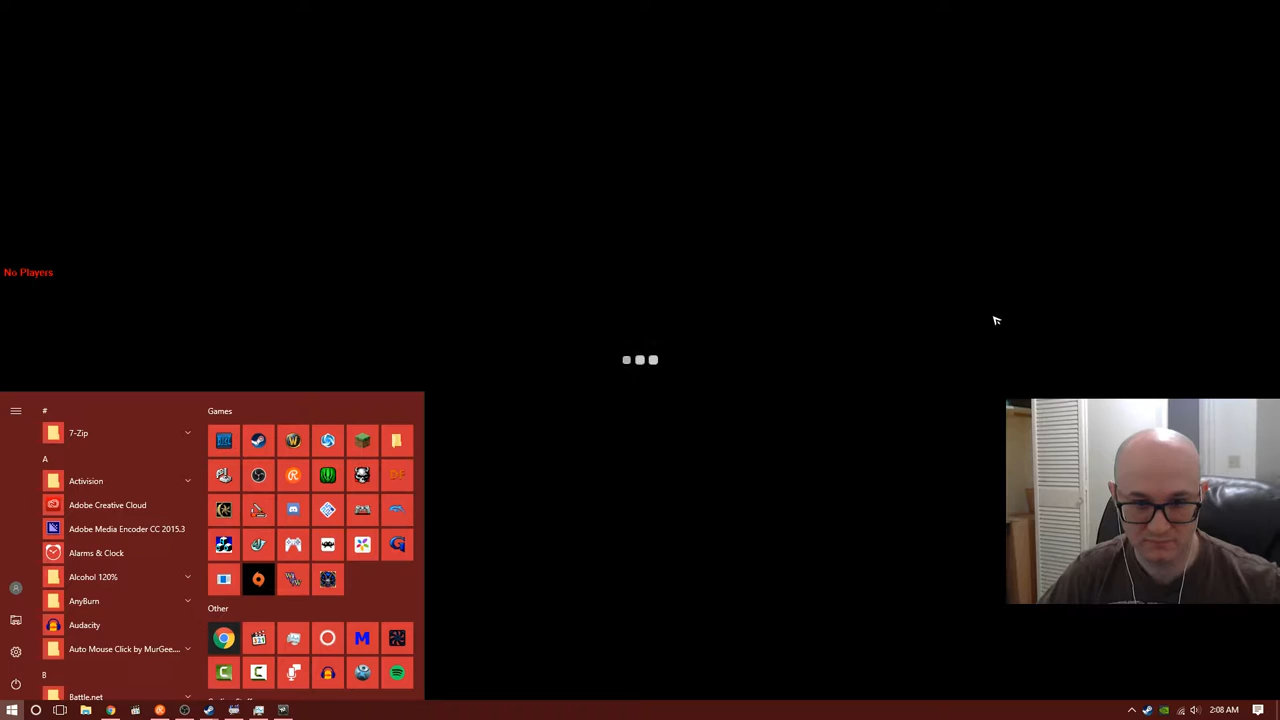 No Players
#
7-Zip
A
Activision
Adobe Creative Cloud
Adobe Media Encoder CC 2015.3
Alarms & Clock
Alcohol 120%
AnyBurn
Audacity
Auto Mouse Click by MurGee....
B
Battle.net
Games
DF
Other
M
2:08 AM